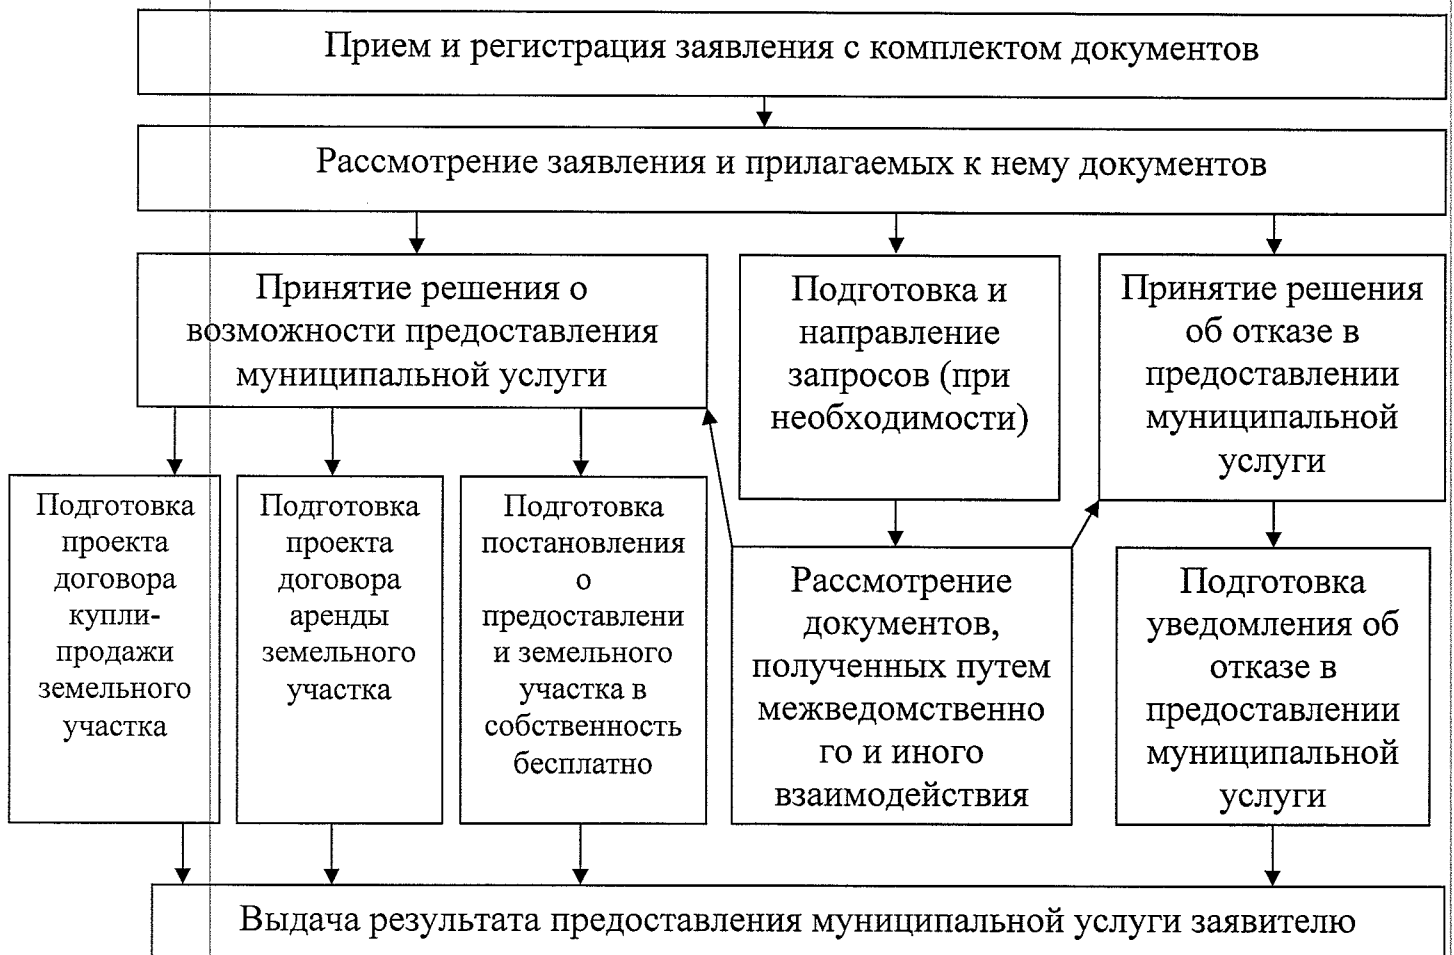 Прием и регистрация заявления с комплектом документов
Рассмотрение заявления и прилагаемых к нему документов
Принятие решения о
возможности предоставления
муниципальной услуги
Подготовка и
направление
запросов (при
необходимости)
Принятие решения
об отказе в
предоставлении
муниципальной
услуги
Подготовка
проекта
договора
купли-
продажи
земельного
участка
Подготовка
проекта
договора
аренды
земельного
участка
Подготовка
постановления
о
предоставлени
и земельного
участка в
собственность
бесплатно
Рассмотрение
документов,
полученных путем
межведомственно
го и иного
взаимодействия
Подготовка
уведомления об
отказе в
предоставлении
муниципальной
услуги
Выдача результата предоставления муниципальной услуги заявителю